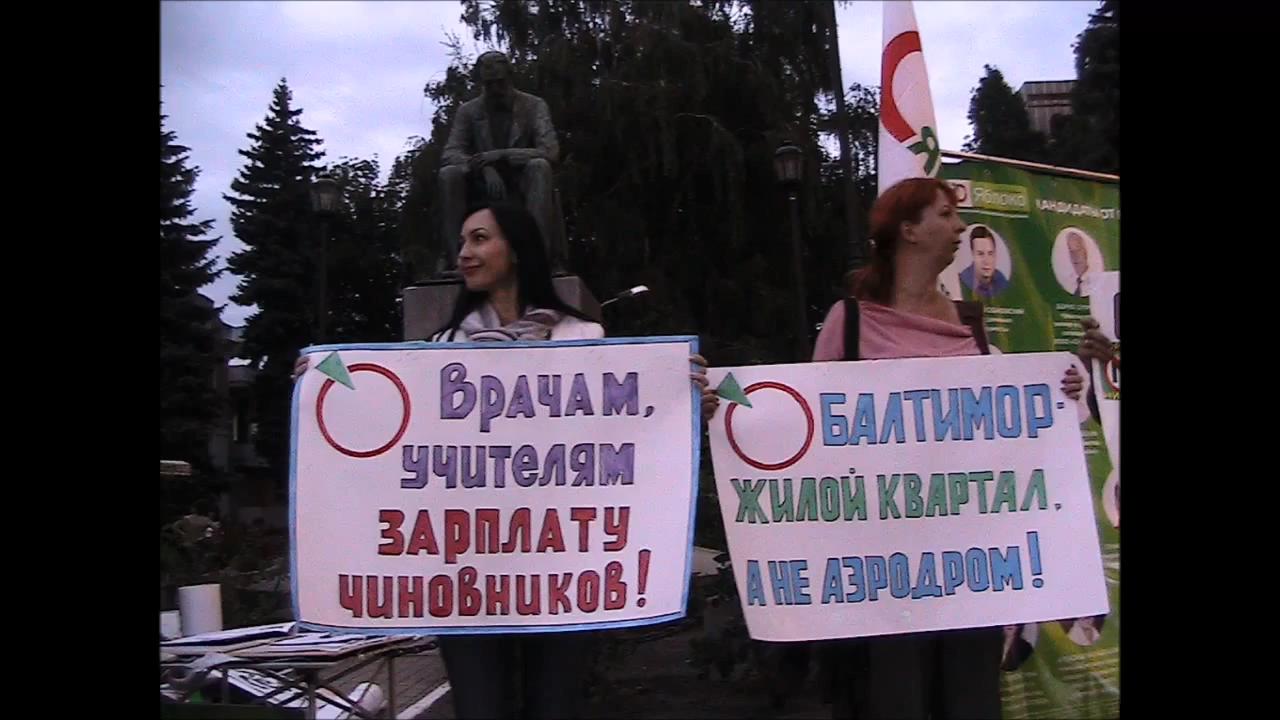 Врачам,
учителям
зарплату
чиновников!
БАЛТИМОР-
ЖИЛОЙ КВАРТАЛ,
А НЕ АЭРОДРОМ!
Яблоко